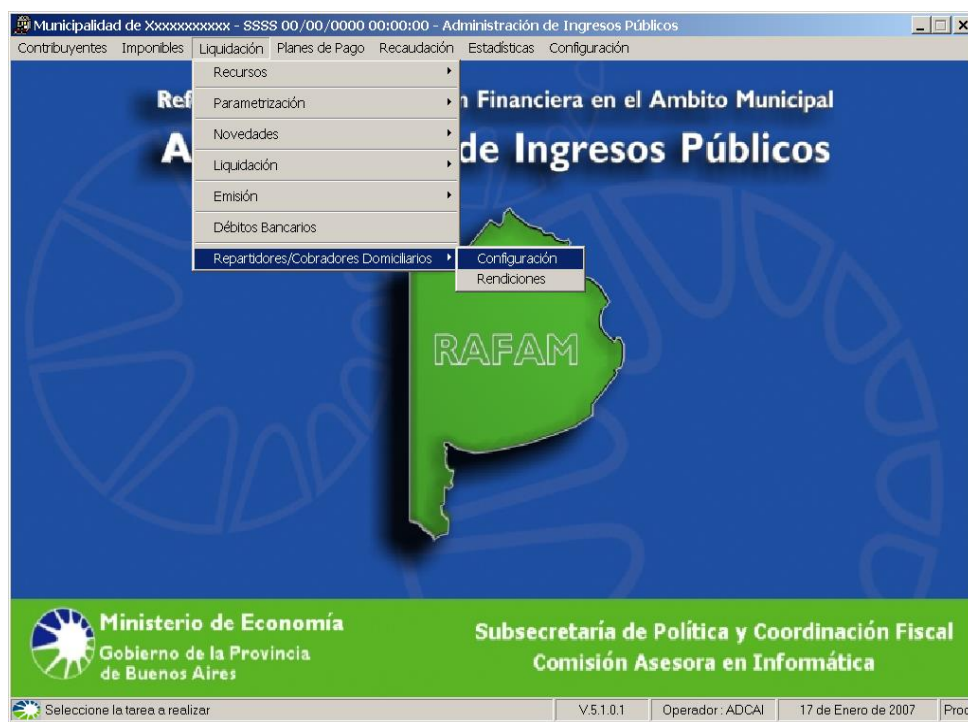 Municipalidad de Xxxxxxxxxxx - SSSS 00/00/0000 00:00:00 - Administración de Ingresos Públicos
Contribuyentes Imponibles Liquidación Planes de Pago Recaudación Estadísticas Configuración
Recursos
Parametrización
Novedades
Liquidación
Emisión
Débitos Bancarios
Repartidores/Cobradores Domiciliarios
Configuración
Rendiciones
Financiera en el Ambito Municipal
de Ingresos Públicos
RAFAM
Ministerio de Economía
Gobierno de la Provincia
de Buenos Aires
Subsecretaría de Política y Coordinación Fiscal
Comisión Asesora en Informática
Seleccione la tarea a realizar V.5.1.0.1 Operador : ADCAI 17 de Enero de 2007